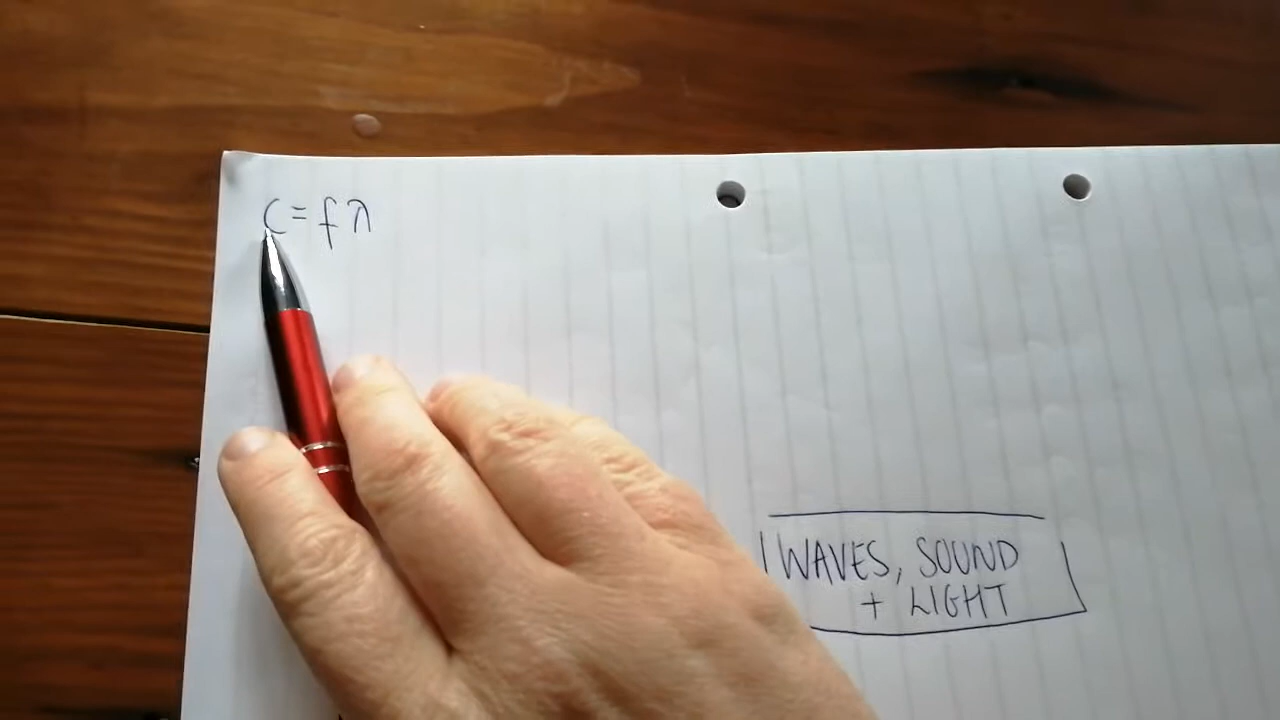 c = fλ
WAVES, SOUND
+ LIGHT